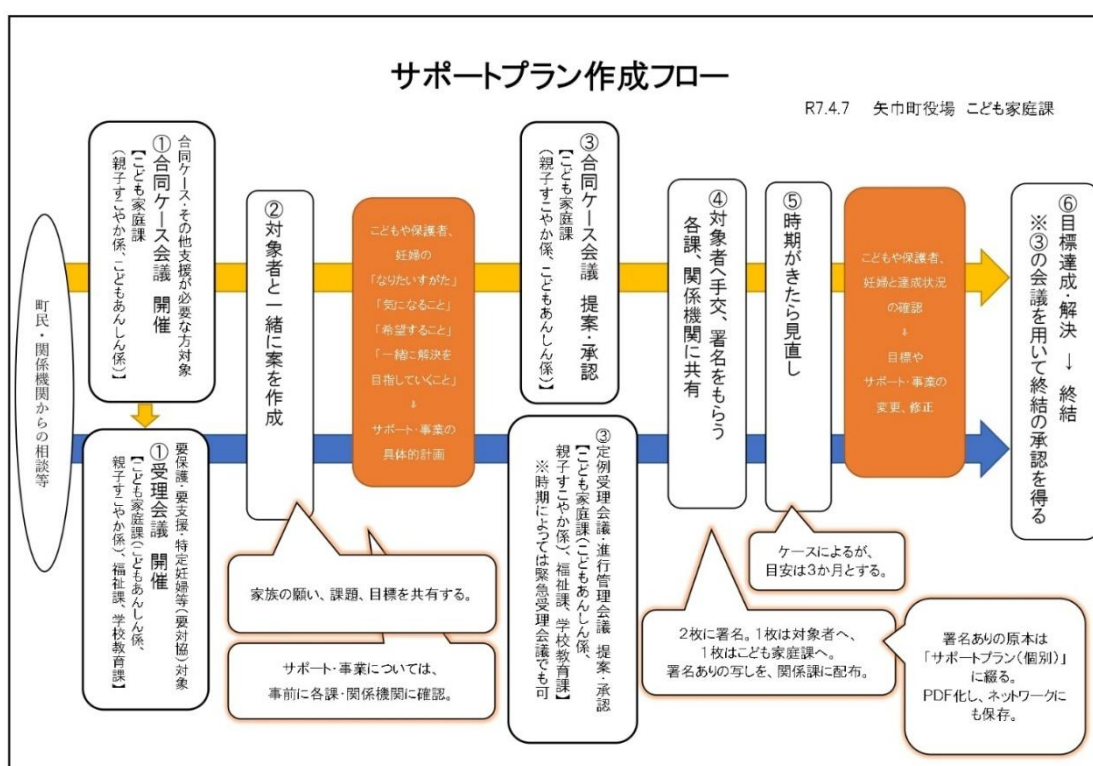 サポートプラン作成フロー
R7.4.7　矢巾町役場 こども家庭課
町民・関係機関からの相談等
合同ケース・その他支援が必要な方対象
①合同ケース会議　開催
【こども家庭課
（親子すこやか係、こどもあんしん係）】
要保護・要支援・特定妊婦等（要対協）対象
①受理会議　開催
【こども家庭課（こどもあんしん係、
親子すこやか係）、福祉課、学校教育課】
②対象者と一緒に案を作成
こどもや保護者、
妊婦の
「なりたいすがた」
「気になること」
「希望すること」
「一緒に解決を
目指していくこと」
↓
サポート・事業の
具体的計画
家族の願い、課題、目標を共有する。
サポート・事業については、
事前に各課・関係機関に確認。
③合同ケース会議　提案・承認
【こども家庭課
（親子すこやか係、こどもあんしん係）】
③定例受理会議・進行管理会議　提案・承認
【こども家庭課（こどもあんしん係、
親子すこやか係）、福祉課、学校教育課】
※時期によっては緊急受理会議でも可
④対象者へ手交、署名をもらう
各課、関係機関に共有
2枚に署名。1枚は対象者へ、
1枚はこども家庭課へ。
署名ありの写しを、関係課に配布。
署名ありの原本は
「サポートプラン（個別）」
に綴る。
PDF化し、ネットワークに
も保存。
⑤時期がきたら見直し
ケースによるが、
目安は3か月とする。
こどもや保護者、
妊婦と達成状況
の確認
↓
目標や
サポート・事業の
変更、修正
⑥目標達成・解決　→　終結
※③の会議を用いて終結の承認を得る